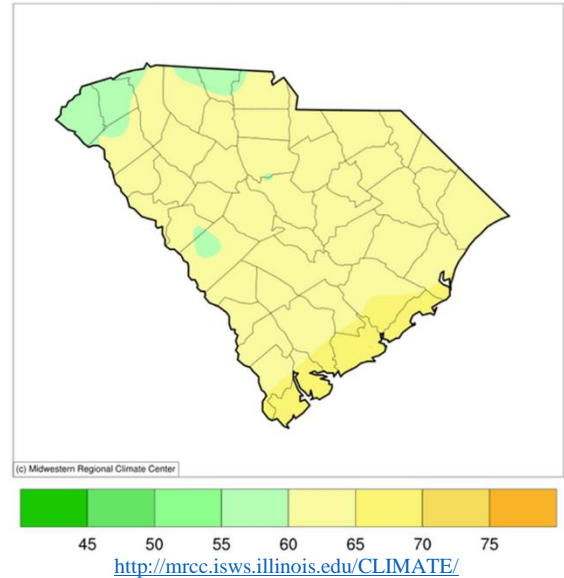 (c) Midwestern Regional Climate Center
45 50 55 60 65 70 75
http://mrcc.isws.illinois.edu/CLIMATE/